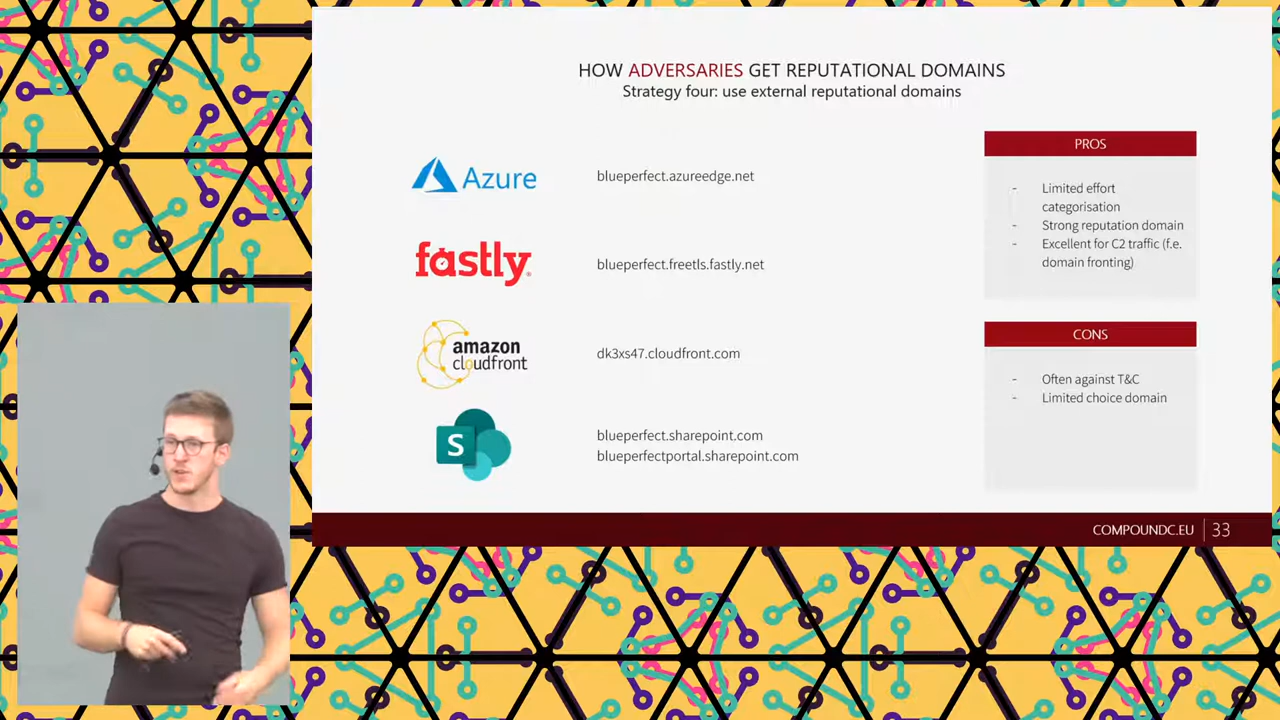 HOW ADVERSARIES GET REPUTATIONAL DOMAINS
Strategy four: use external reputational domains
Azure
blueperfect.azureedge.net
fastly
blueperfect.freetls.fastly.net
amazon
cloudfront
dk3xs47.cloudfront.com
S
blueperfect.sharepoint.com
blueperfectportal.sharepoint.com
PROS
- Limited effort
categorisation
- Strong reputation domain
- Excellent for C2 traffic (f.e.
domain fronting)
CONS
- Often against T&C
- Limited choice domain
COMPOUNDC.EU | 33